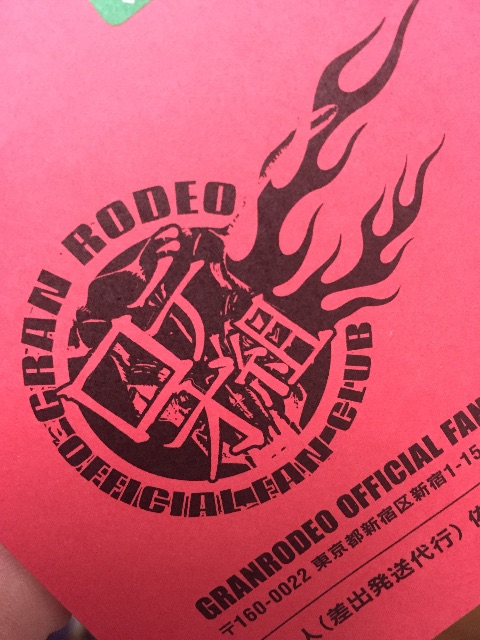 GRAN RODEO
ロデオ組
OFFICIAL FAN CLUB
GRANRODEO OFFICIAL FAN
〒160-0022 東京都新宿区新宿1-15
人(差出発送代行)